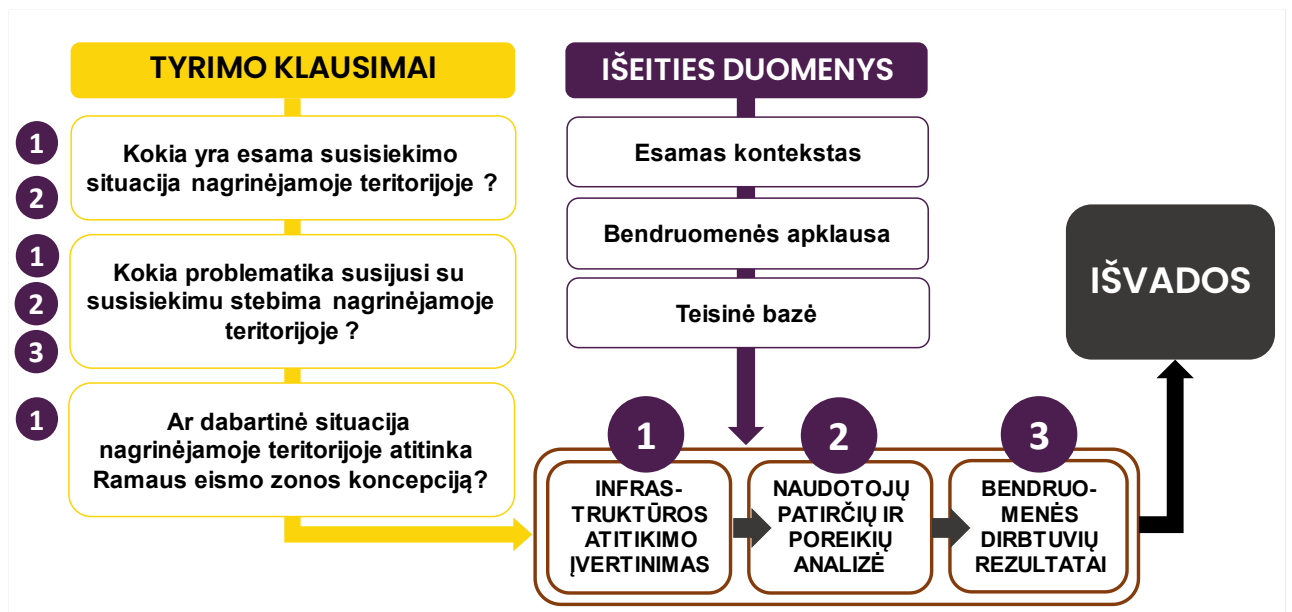 TYRIMO KLAUSIMAI
1
2
Kokia yra esama susisiekimo
situacija nagrinėjamoje teritorijoje ?
1
2
3
Kokia problematika susijusi su
susisiekimu stebima nagrinėjamoje
teritorijoje ?
1
Ar dabartinė situacija
nagrinėjamoje teritorijoje atitinka
Ramaus eismo zonos koncepciją?
IŠEITIES DUOMENYS
Esamas kontekstas
Bendruomenės apklausa
Teisinė bazė
1
INFRAS-
TRUKTŪROS
ATITIKIMO
ĮVERTINIMAS
2
NAUDOTOJŲ
PATIRČIŲ IR
POREIKIŲ
ANALIZĖ
3
BENDRUO-
MENĖS
DIRBTUVIŲ
REZULTATAI
IŠVADOS